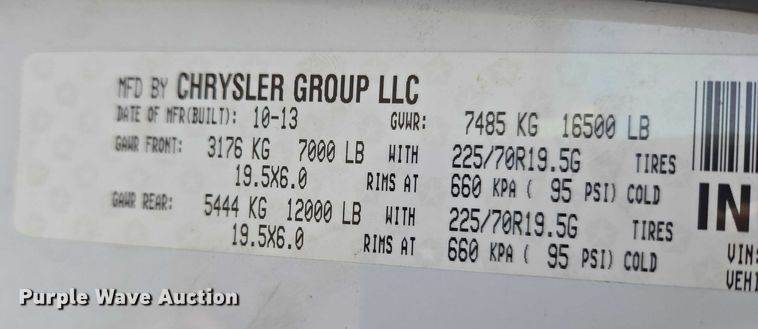 MFD BY CHRYSLER GROUP LLC
DATE OF MFR(BUILT): 10-13 GVWR: 7485 KG 16500 LB
GAWR FRONT: 3176 KG 7000 LB WITH 225/70R19.5G TIRES
19.5X6.0 RIMS AT 660 KPA ( 95 PSI) COLD
GAWR REAR: 5444 KG 12000 LB WITH 225/70R19.5G TIRES
19.5X6.0 RIMS AT 660 KPA ( 95 PSI) COLD
IN
VIN:
VEHI
Purple Wave Auction